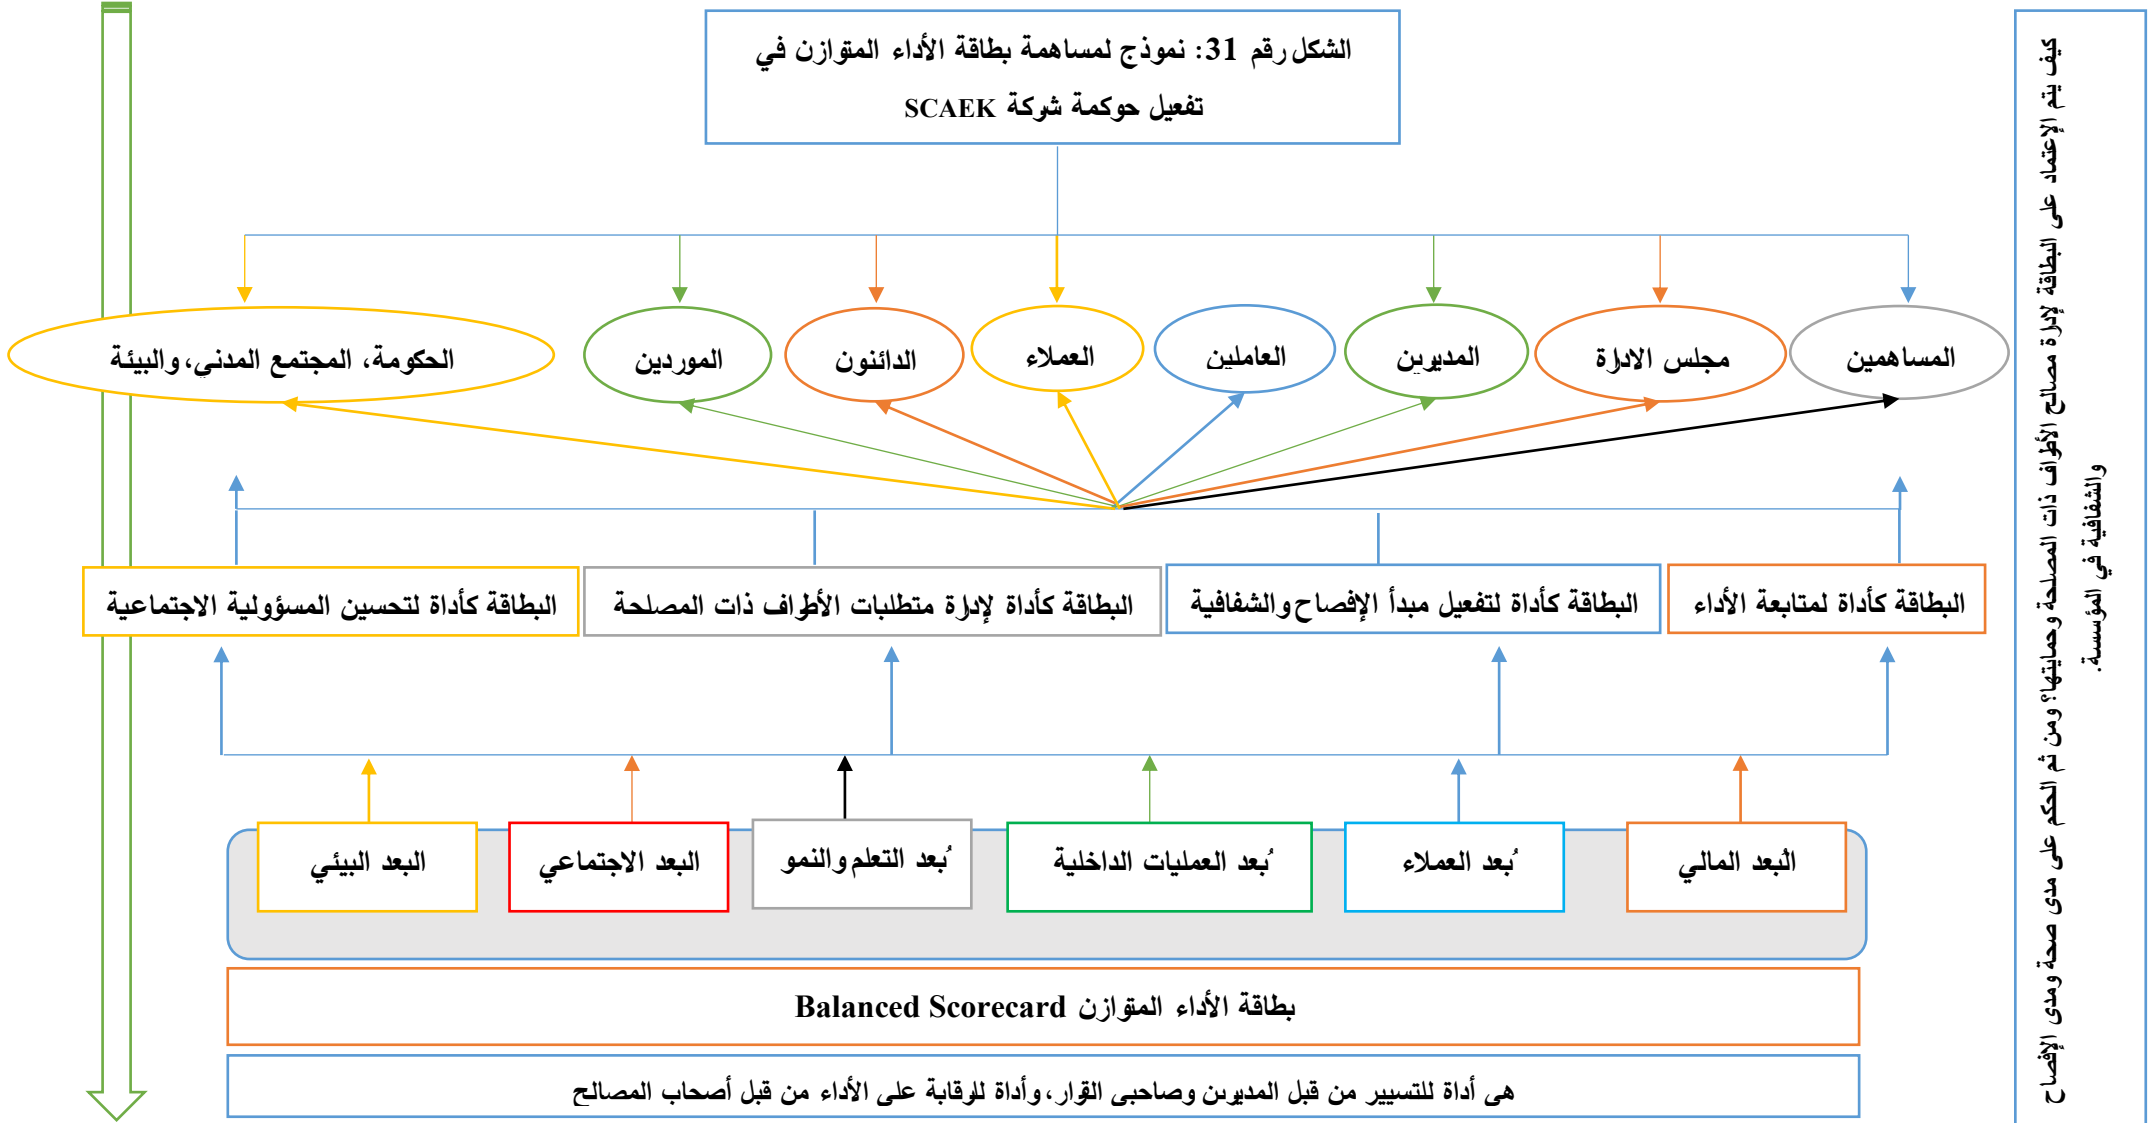 الشكل رقم 31: نموذج لمساهمة بطاقة الأداء المتوازن في
تفعيل حوكمة شركة SCAEK
كيف يتم الإعتماد على البطاقة لإدارة مصالح الأطراف ذات المصلحة وحمايتها؟ ومن ثم الحكم على مدى صحة ومدى الإفصاح
والشفافية في المؤسسة.
المساهمين
مجلس الادارة
المديرين
العاملين
العملاء
الدائنون
الموردين
الحكومة، المجتمع المدني، والبيئة
البطاقة كأداة لمتابعة الأداء
البطاقة كأداة لتفعيل مبدأ الإفصاح والشفافية
البطاقة كأداة لإدارة متطلبات الأطراف ذات المصلحة
البطاقة كأداة لتحسين المسؤولية الاجتماعية
البُعد المالي
بُعد العملاء
بُعد العمليات الداخلية
بُعد التعلم والنمو
البعد الاجتماعي
البعد البيئي
بطاقة الأداء المتوازن Balanced Scorecard
هي أداة للتسيير من قبل المديرين وصاحبي القرار، وأداة للرقابة على الأداء من قبل أصحاب المصالح